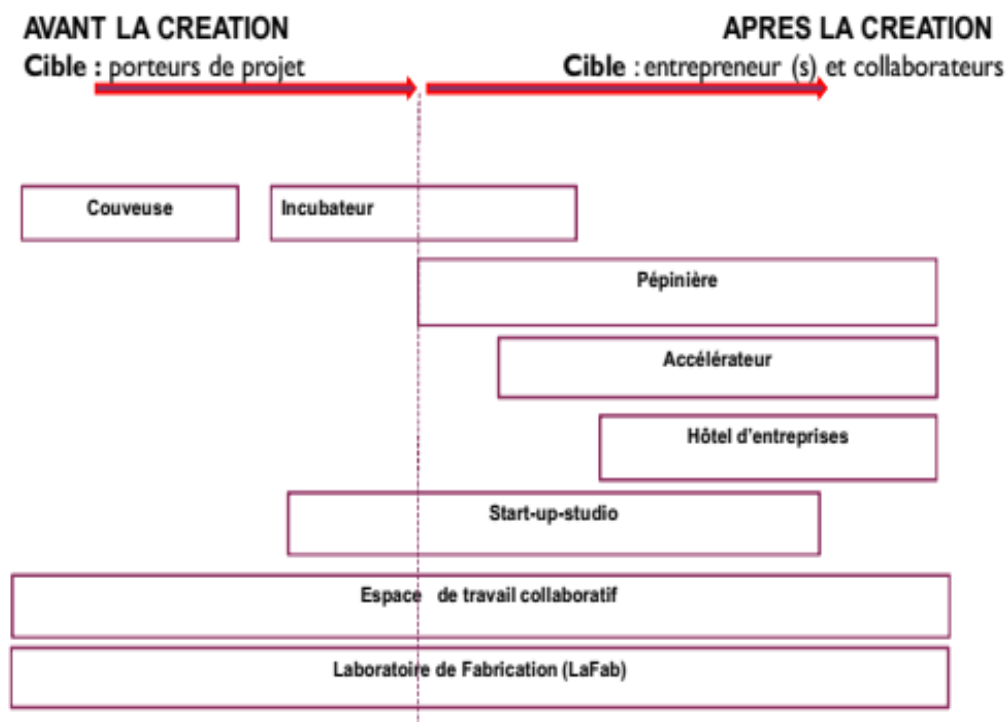 AVANT LA CREATION
APRES LA CREATION
Cible : porteurs de projet
Cible : entrepreneur (s) et collaborateurs
Couveuse
Incubateur
Pépinière
Accélérateur
Hôtel d'entreprises
Start-up-studio
Espace de travail collaboratif
Laboratoire de Fabrication (LaFab)